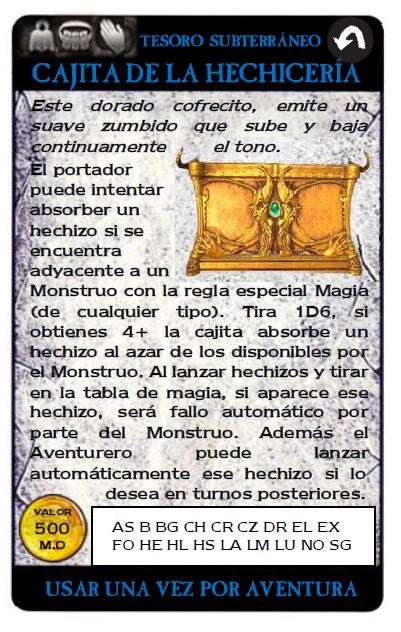 TESORO SUBTERRÁNEO
CAJITA DE LA HECHICERÍA
Este dorado cofrecito, emite un
suave zumbido que sube y baja
continuamente el tono.
El portador
puede intentar
absorber un
hechizo si se
encuentra
adyacente a un
Monstruo con la regla especial Magia
(de cualquier tipo). Tira 1D6, si
obtienes 4+ la cajita absorbe un
hechizo al azar de los disponibles por
el Monstruo. Al lanzar hechizos y tirar
en la tabla de magia, si aparece ese
hechizo, será fallo automático por
parte del Monstruo. Además el
Aventurero puede lanzar
automáticamente ese hechizo si lo
desea en turnos posteriores.
VALOR
500
M.O
AS B BG CH CR CZ DR EL EX
FO HE HL HS LA LM LU NO SG
USAR UNA VEZ POR AVENTURA